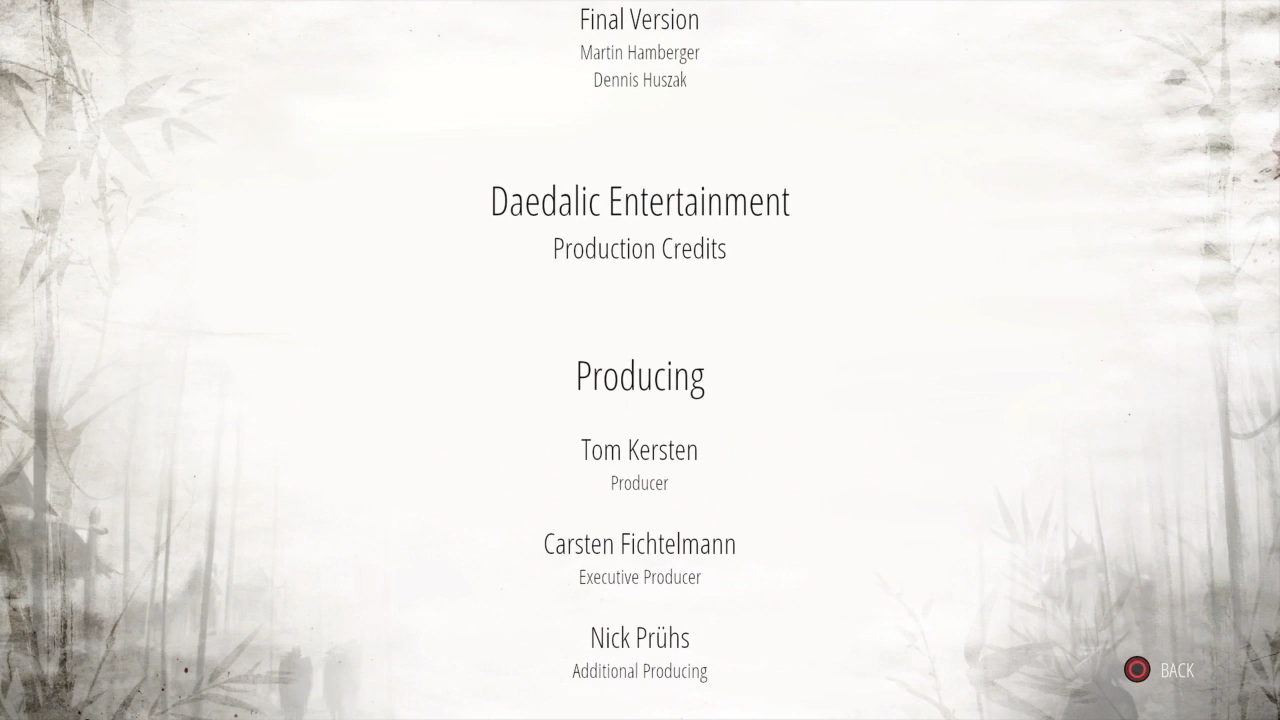 Final Version
Martin Hamberger
Dennis Huszak
Daedalic Entertainment
Production Credits
Producing
Tom Kersten
Producer
Carsten Fichtelmann
Executive Producer
Nick Prühs
Additional Producing
BACK